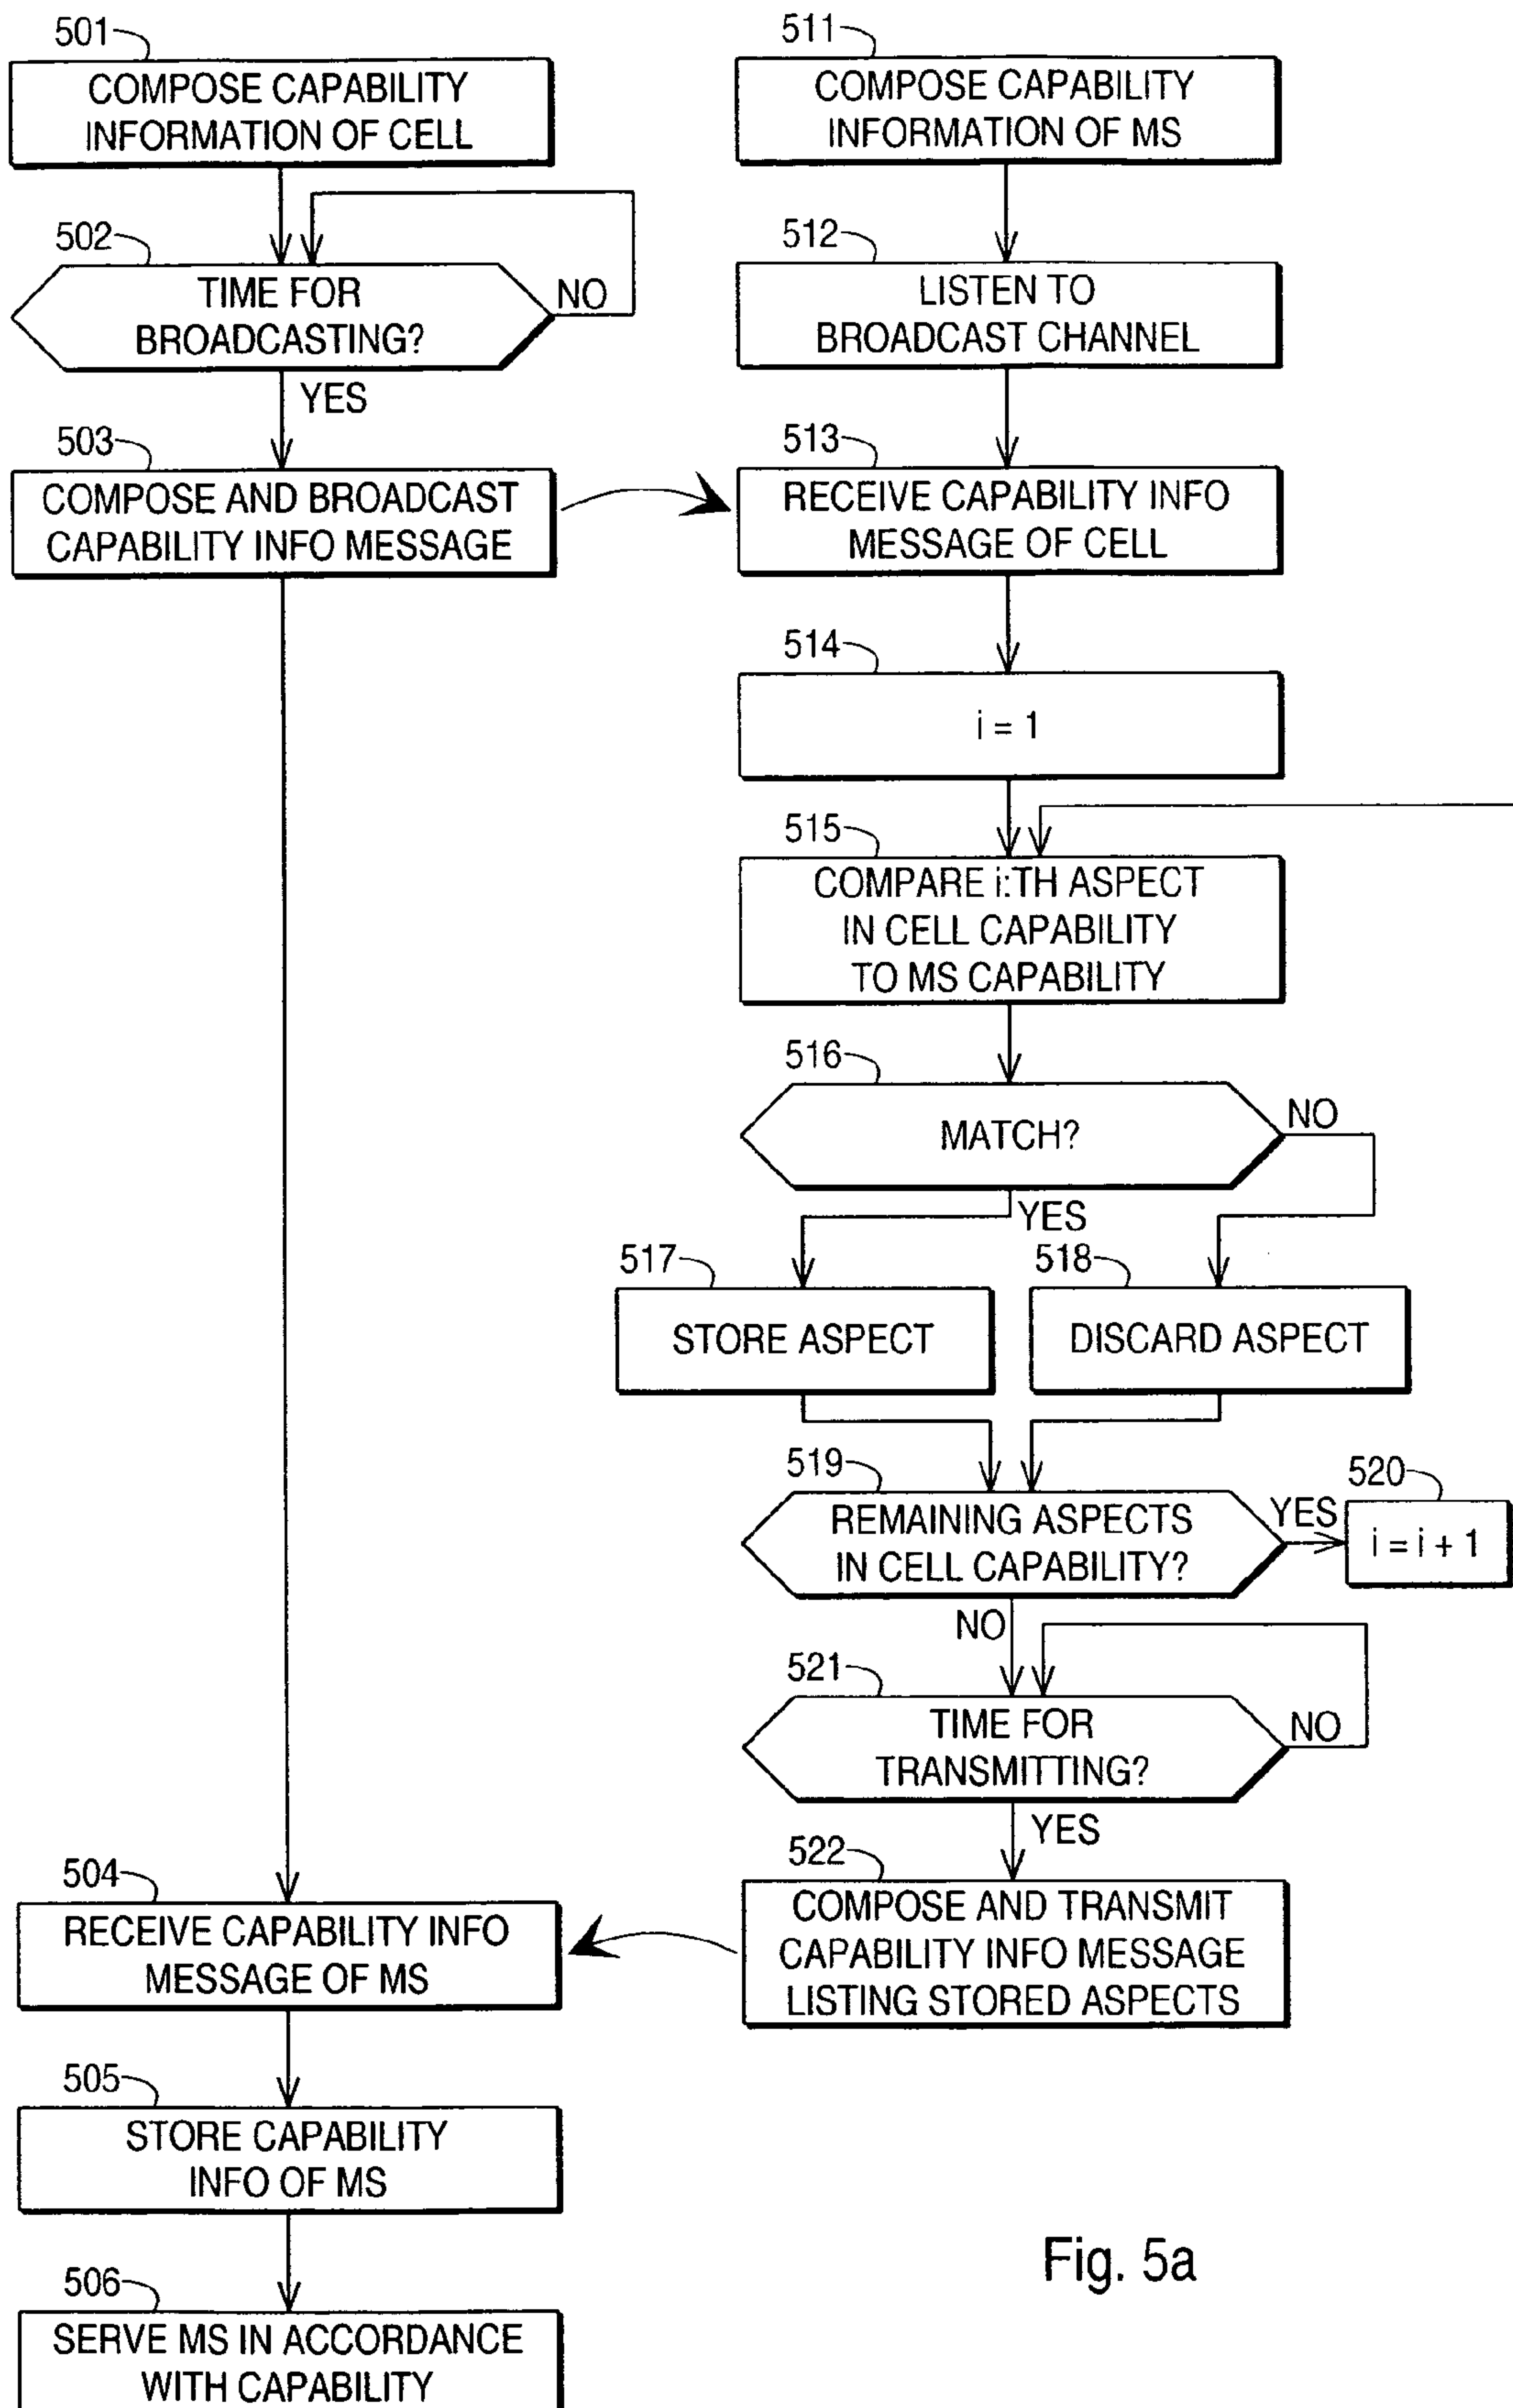 501
COMPOSE CAPABILITY
INFORMATION OF CELL
502
TIME FOR
BROADCASTING?
NO
YES
503
COMPOSE AND BROADCAST
CAPABILITY INFO MESSAGE
504
RECEIVE CAPABILITY INFO
MESSAGE OF MS
505
STORE CAPABILITY
INFO OF MS
506
SERVE MS IN ACCORDANCE
WITH CAPABILITY
511
COMPOSE CAPABILITY
INFORMATION OF MS
512
LISTEN TO
BROADCAST CHANNEL
513
RECEIVE CAPABILITY INFO
MESSAGE OF CELL
514
i = 1
515
COMPARE i:TH ASPECT
IN CELL CAPABILITY
TO MS CAPABILITY
516
MATCH?
NO
YES
517
STORE ASPECT
518
DISCARD ASPECT
519
REMAINING ASPECTS
IN CELL CAPABILITY?
YES
520
i = i + 1
NO
521
TIME FOR
TRANSMITTING?
NO
YES
522
COMPOSE AND TRANSMIT
CAPABILITY INFO MESSAGE
LISTING STORED ASPECTS
Fig. 5a